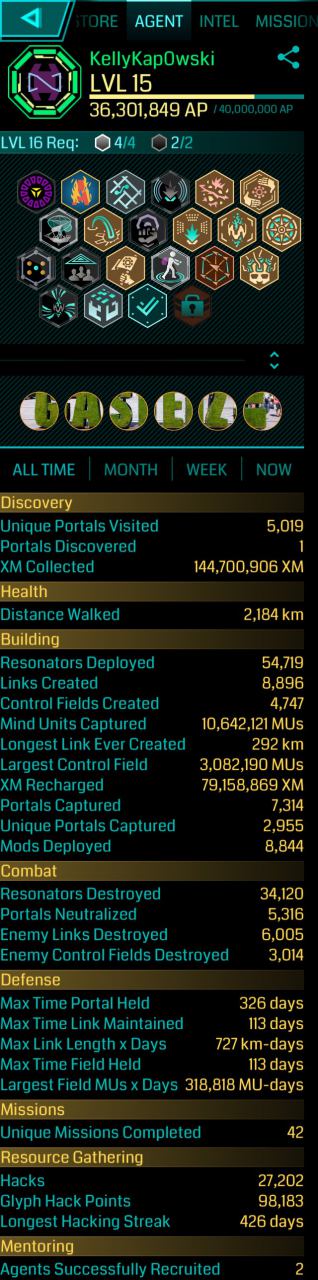 STORE AGENT INTEL MISSION
KellyKap0wski
LVL 15
36,301,849 AP / 40,000,000 AP
LVL 16 Req: 4/4 2/2
GASELZ
ALL TIME MONTH WEEK NOW
Discovery
Unique Portals Visited 5,019
Portals Discovered 1
XM Collected 144,700,906 XM
Health
Distance Walked 2,184 km
Building
Resonators Deployed 54,719
Links Created 8,896
Control Fields Created 4,747
Mind Units Captured 10,642,121 MUs
Longest Link Ever Created 292 km
Largest Control Field 3,082,190 MUs
XM Recharged 79,158,869 XM
Portals Captured 7,314
Unique Portals Captured 2,955
Mods Deployed 8,844
Combat
Resonators Destroyed 34,120
Portals Neutralized 5,316
Enemy Links Destroyed 6,005
Enemy Control Fields Destroyed 3,014
Defense
Max Time Portal Held 326 days
Max Time Link Maintained 113 days
Max Link Length x Days 727 km-days
Max Time Field Held 113 days
Largest Field MUs x Days 318,818 MU-days
Missions
Unique Missions Completed 42
Resource Gathering
Hacks 27,202
Glyph Hack Points 98,183
Longest Hacking Streak 426 days
Mentoring
Agents Successfully Recruited 2